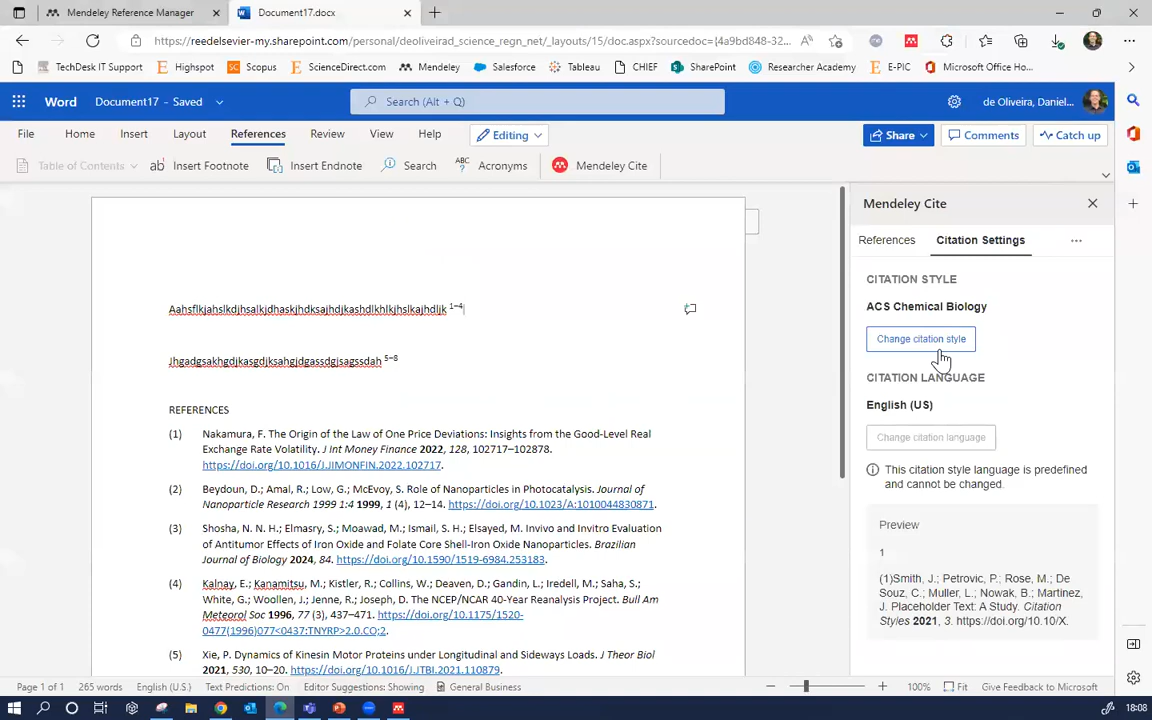 Mendeley Reference Manager
Document17.docx
https://reedelsevier-my.sharepoint.com/personal/deoliveirad_science_regn_net/_layouts/15/doc.aspx?sourcedoc={4a9bd848-32...
TechDesk IT Support
Highspot
Scopus
ScienceDirect.com
Mendeley
Salesforce
Tableau
CHIEF
SharePoint
Researcher Academy
E-PIC
Microsoft Office Ho...
Word
Document17 - Saved
Search (Alt + Q)
de Oliveira, Daniel...
File
Home
Insert
Layout
References
Review
View
Help
Editing
Share
Comments
Catch up
Table of Contents
ab Insert Footnote
Insert Endnote
Search
ABC Acronyms
Mendeley Cite
Mendeley Cite
References
Citation Settings
CITATION STYLE
ACS Chemical Biology
Change citation style
CITATION LANGUAGE
English (US)
Change citation language
This citation style language is predefined
and cannot be changed.
Preview
1
(1)Smith, J.; Petrovic, P.; Rose, M.; De
Souz, C.; Muller, L.; Nowak, B.; Martinez,
J. Placeholder Text: A Study. Citation
Styles 2021, 3. https://doi.org/10.10/X.
Aahsflkjahslkdjhsalkjdhaskjhdksajhdjkashdlkhlkjhslkajhdljk 1–4
Jhgadgsakhgdjkasgdjksahgjdgassdgjsagssdah 5–8
REFERENCES
(1) Nakamura, F. The Origin of the Law of One Price Deviations: Insights from the Good-Level Real
Exchange Rate Volatility. J Int Money Finance 2022, 128, 102717–102878.
https://doi.org/10.1016/J.JIMONFIN.2022.102717.
(2) Beydoun, D.; Amal, R.; Low, G.; McEvoy, S. Role of Nanoparticles in Photocatalysis. Journal of
Nanoparticle Research 1999 1:4 1999, 1 (4), 12–14. https://doi.org/10.1023/A:1010044830871.
(3) Shosha, N. N. H.; Elmasry, S.; Moawad, M.; Ismail, S. H.; Elsayed, M. Invivo and Invitro Evaluation
of Antitumor Effects of Iron Oxide and Folate Core Shell-Iron Oxide Nanoparticles. Brazilian
Journal of Biology 2024, 84. https://doi.org/10.1590/1519-6984.253183.
(4) Kalnay, E.; Kanamitsu, M.; Kistler, R.; Collins, W.; Deaven, D.; Gandin, L.; Iredell, M.; Saha, S.;
White, G.; Woollen, J.; Jenne, R.; Joseph, D. The NCEP/NCAR 40-Year Reanalysis Project. Bull Am
Meteorol Soc 1996, 77 (3), 437–471. https://doi.org/10.1175/1520-
0477(1996)077<0437:TNYRP>2.0.CO;2.
(5) Xie, P. Dynamics of Kinesin Motor Proteins under Longitudinal and Sideways Loads. J Theor Biol
2021, 530, 10–20. https://doi.org/10.1016/J.JTBI.2021.110879.
Page 1 of 1
265 words
English (U.S.)
Text Predictions: On
Editor Suggestions: Showing
General Business
100%
Fit
Give Feedback to Microsoft
18:08